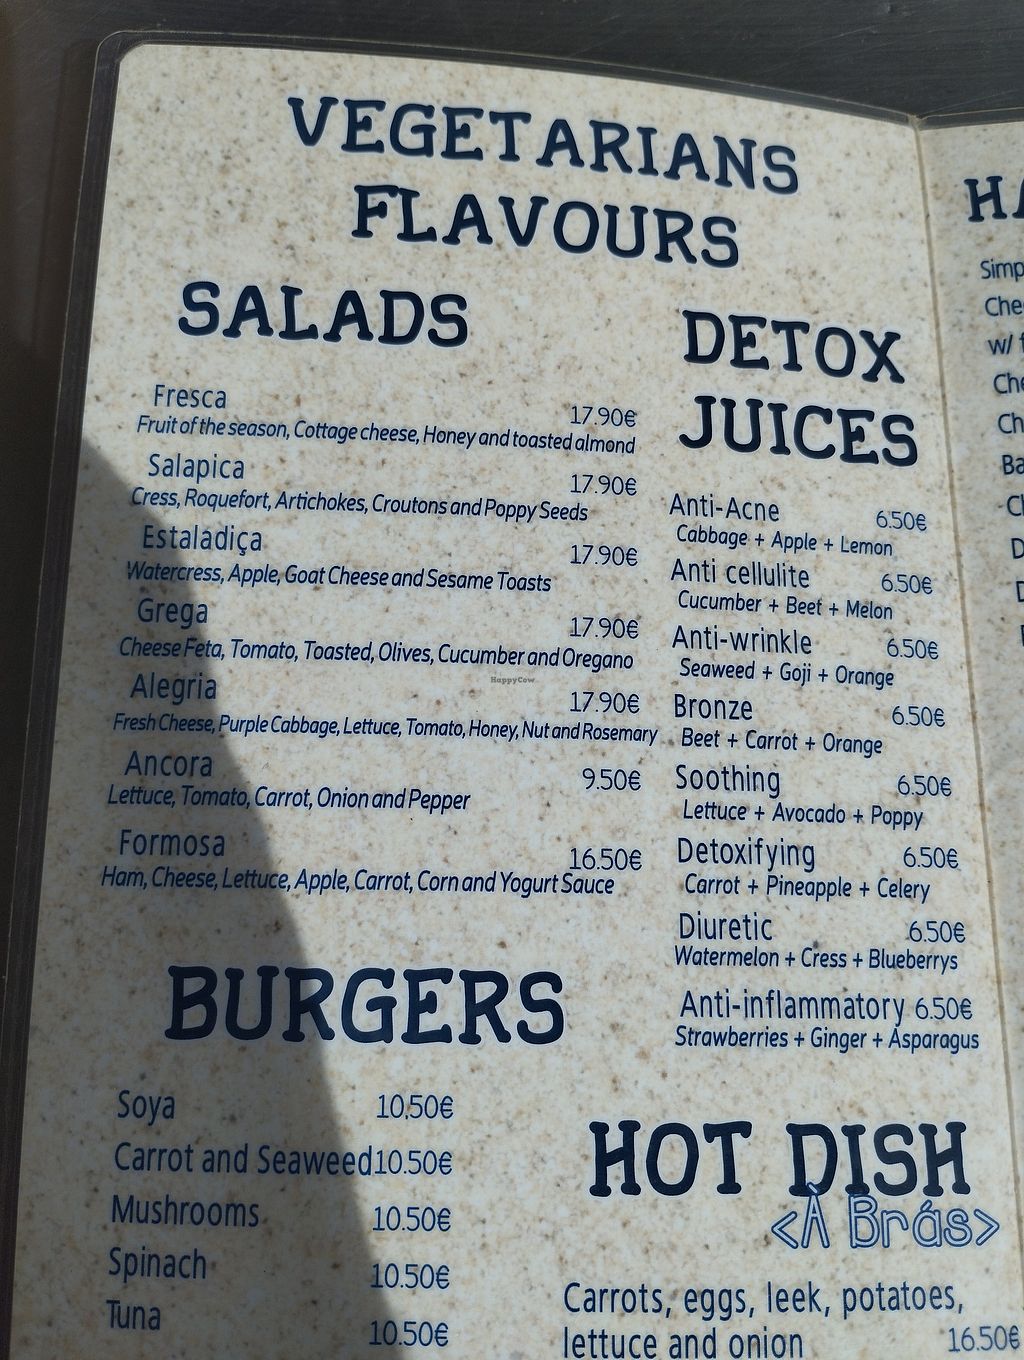 VEGETARIANS
FLAVOURS
SALADS
Fresca 17.90€
Fruit of the season, Cottage cheese, Honey and toasted almond
Salapica 17.90€
Cress, Roquefort, Artichokes, Croutons and Poppy Seeds
Estaladiça 17.90€
Watercress, Apple, Goat Cheese and Sesame Toasts
Grega 17.90€
Cheese Feta, Tomato, Toasted, Olives, Cucumber and Oregano
Alegria 17.90€
Fresh Cheese, Purple Cabbage, Lettuce, Tomato, Honey, Nut and Rosemary
Ancora 9.50€
Lettuce, Tomato, Carrot, Onion and Pepper
Formosa 16.50€
Ham, Cheese, Lettuce, Apple, Carrot, Corn and Yogurt Sauce
BURGERS
Soya 10.50€
Carrot and Seaweed 10.50€
Mushrooms 10.50€
Spinach 10.50€
Tuna 10.50€
DETOX
JUICES
Anti-Acne 6.50€
Cabbage + Apple + Lemon
Anti cellulite 6.50€
Cucumber + Beet + Melon
Anti-wrinkle 6.50€
Seaweed + Goji + Orange
Bronze 6.50€
Beet + Carrot + Orange
Soothing 6.50€
Lettuce + Avocado + Poppy
Detoxifying 6.50€
Carrot + Pineapple + Celery
Diuretic 6.50€
Watermelon + Cress + Blueberrys
Anti-inflammatory 6.50€
Strawberries + Ginger + Asparagus
HOT DISH
<À Brás>
Carrots, eggs, leek, potatoes,
lettuce and onion 16.50€
HappyCow
w/